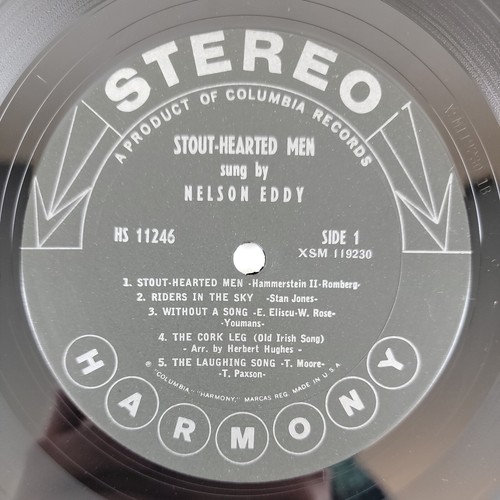 STEREO
A PRODUCT OF COLUMBIA RECORDS
STOUT-HEARTED MEN
sung by
NELSON EDDY
HS 11246
SIDE 1
XSM 119230
1. STOUT-HEARTED MEN -Hammerstein II-Romberg-
2. RIDERS IN THE SKY -Stan Jones-
3. WITHOUT A SONG -E. Eliscu-W. Rose-
-Youmans-
4. THE CORK LEG (Old Irish Song)
- Arr. by Herbert Hughes -
5. THE LAUGHING SONG -T. Moore-
-T. Paxson-
"COLUMBIA," "HARMONY," MARCAS REG. MADE IN U.S.A.
HARMONY